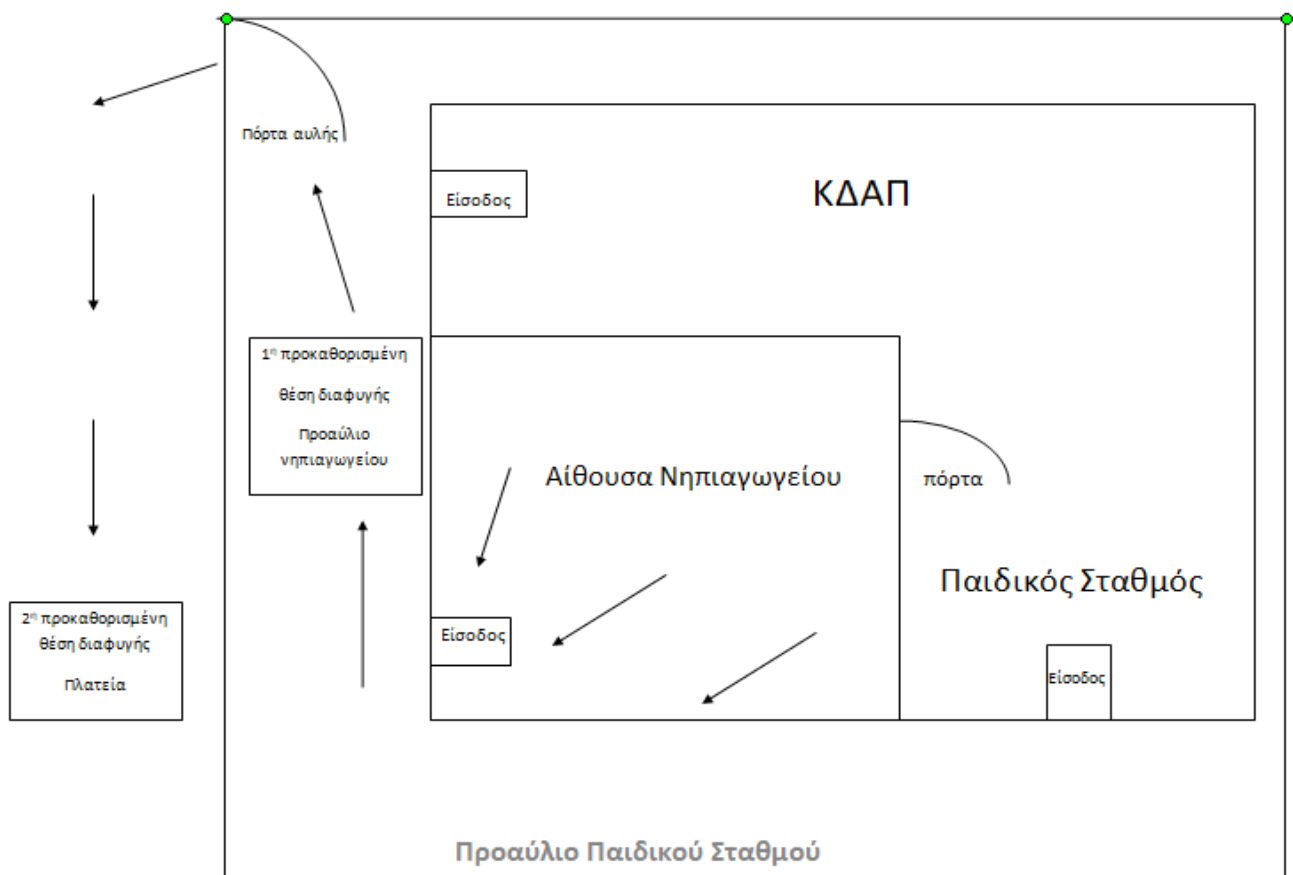 Πόρτα αυλής
ΚΔΑΠ
Είσοδος
1η προκαθορισμένη
θέση διαφυγής
Προαύλιο
νηπιαγωγείου
Αίθουσα Νηπιαγωγείου
πόρτα
Παιδικός Σταθμός
2η προκαθορισμένη
θέση διαφυγής
Πλατεία
Είσοδος
Είσοδος
Προαύλιο Παιδικού Σταθμού